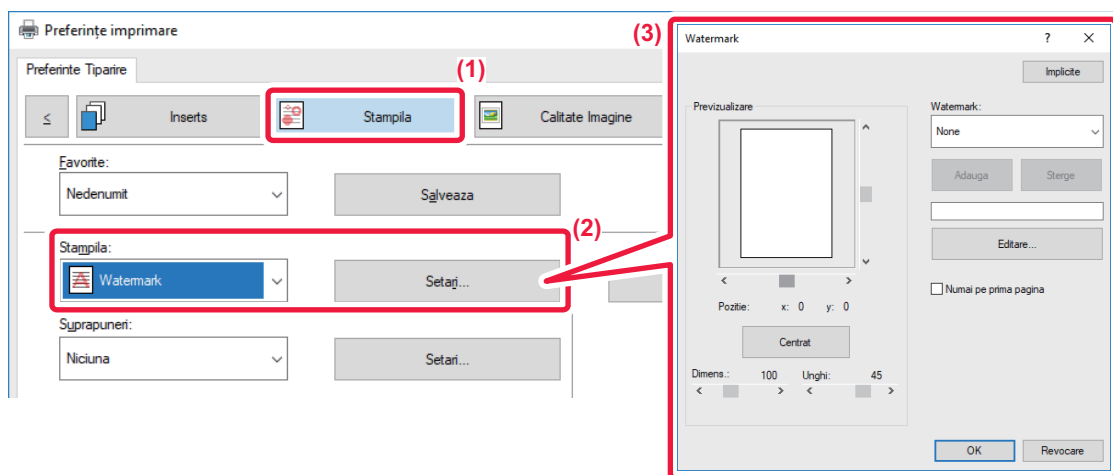 Preferințe imprimare
Preferinte Tiparire
(1)
<
Inserts
Stampila
Calitate Imagine
Favorite:
Nedenumit
Salveaza
(2)
Stampila:
Watermark
Setari...
Suprapuneri:
Niciuna
Setari...
(3)
Watermark
?
Implicite
Previzualizare
Watermark:
None
Adauga
Sterge
Editare...
Numai pe prima pagina
Pozitie: x: 0 y: 0
Centrat
Dimens.: 100 Unghi: 45
OK
Revocare